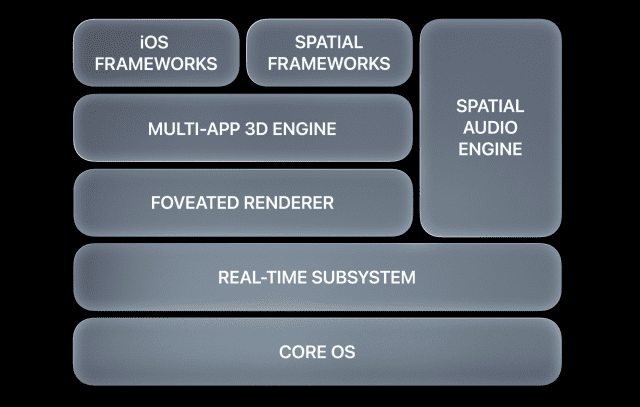 iOS
FRAMEWORKS
SPATIAL
FRAMEWORKS
SPATIAL
AUDIO
ENGINE
MULTI-APP 3D ENGINE
FOVEATED RENDERER
REAL-TIME SUBSYSTEM
CORE OS